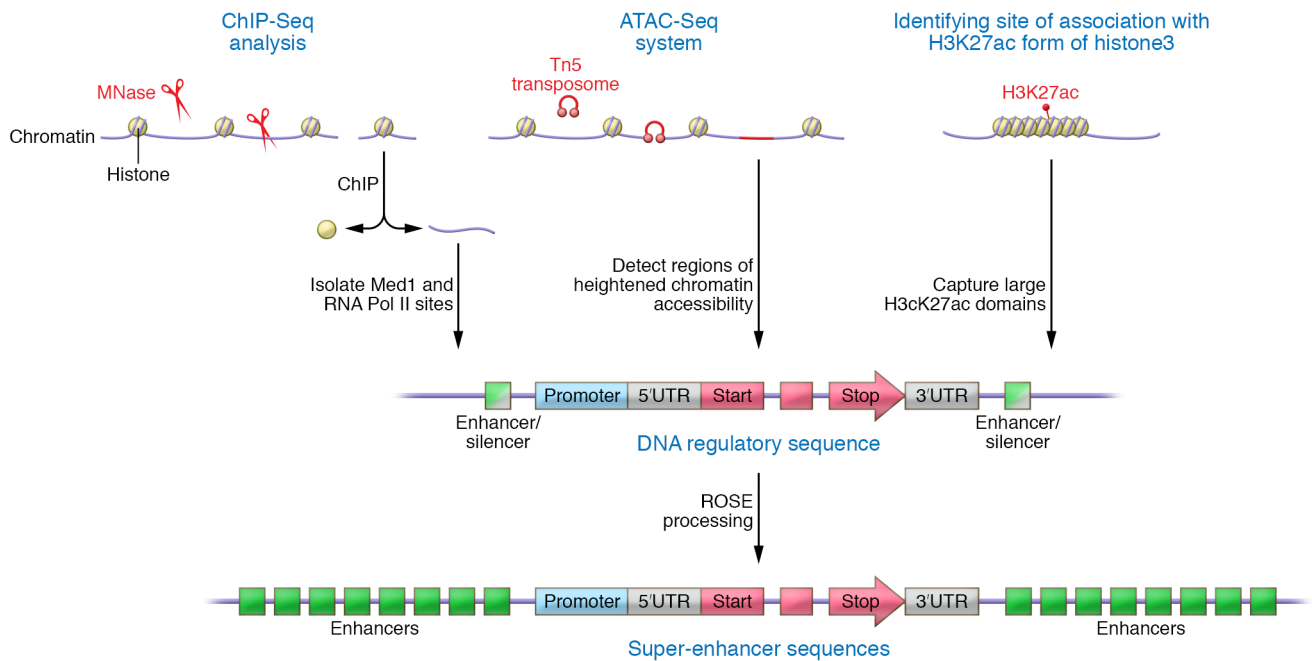 ChIP-Seq
analysis
ATAC-Seq
system
Identifying site of association with
H3K27ac form of histone3
MNase
Tn5
transposome
H3K27ac
Chromatin
Histone
ChIP
Isolate Med1 and
RNA Pol II sites
Detect regions of
heightened chromatin
accessibility
Capture large
H3cK27ac domains
Promoter 5′UTR Start Stop 3′UTR
Enhancer/
silencer
Enhancer/
silencer
DNA regulatory sequence
ROSE
processing
Promoter 5′UTR Start Stop 3′UTR
Enhancers
Enhancers
Super-enhancer sequences